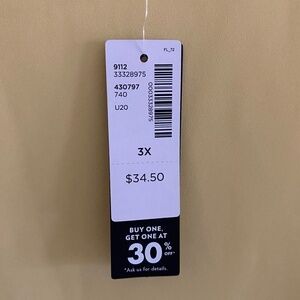 FL_12
9112
33328975
430797
740
U20
00033328975
3X
$34.50
BUY ONE,
GET ONE AT
30% OFF*
*Ask us for details.